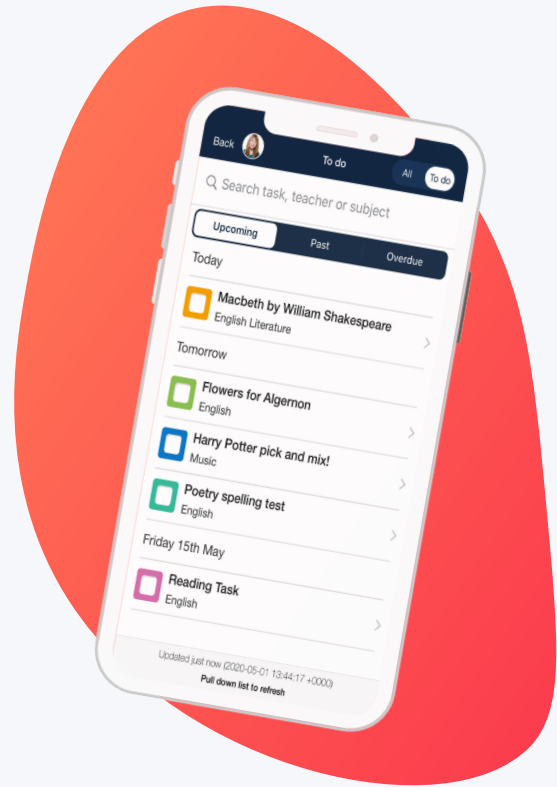 Back To do All To do
Search task, teacher or subject
Upcoming Past Overdue
Today
Macbeth by William Shakespeare
English Literature
Tomorrow
Flowers for Algernon
English
Harry Potter pick and mix!
Music
Poetry spelling test
English
Friday 15th May
Reading Task
English
Updated just now (2020-05-01 13:44:17 +0000)
Pull down list to refresh